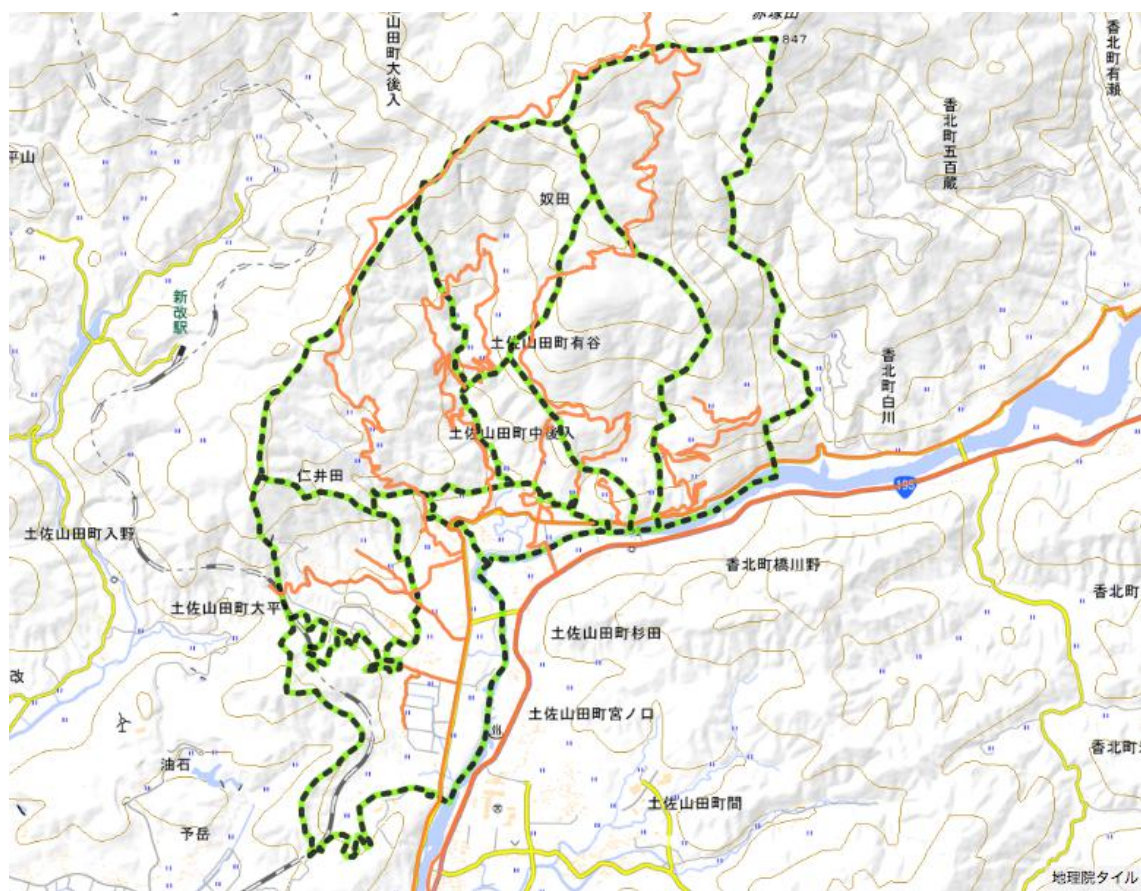 赤塚山
847
山田町大後入
香北町有瀬
香北町五百蔵
平山
奴田
新改駅
土佐山田町有谷
香北町白川
土佐山田町中後入
仁井田
195
土佐山田町入野
香北町橋川野
香北町
土佐山田町大平
土佐山田町杉田
改
土佐山田町宮ノ口
油石
土佐山田町間
予岳
地理院タイル